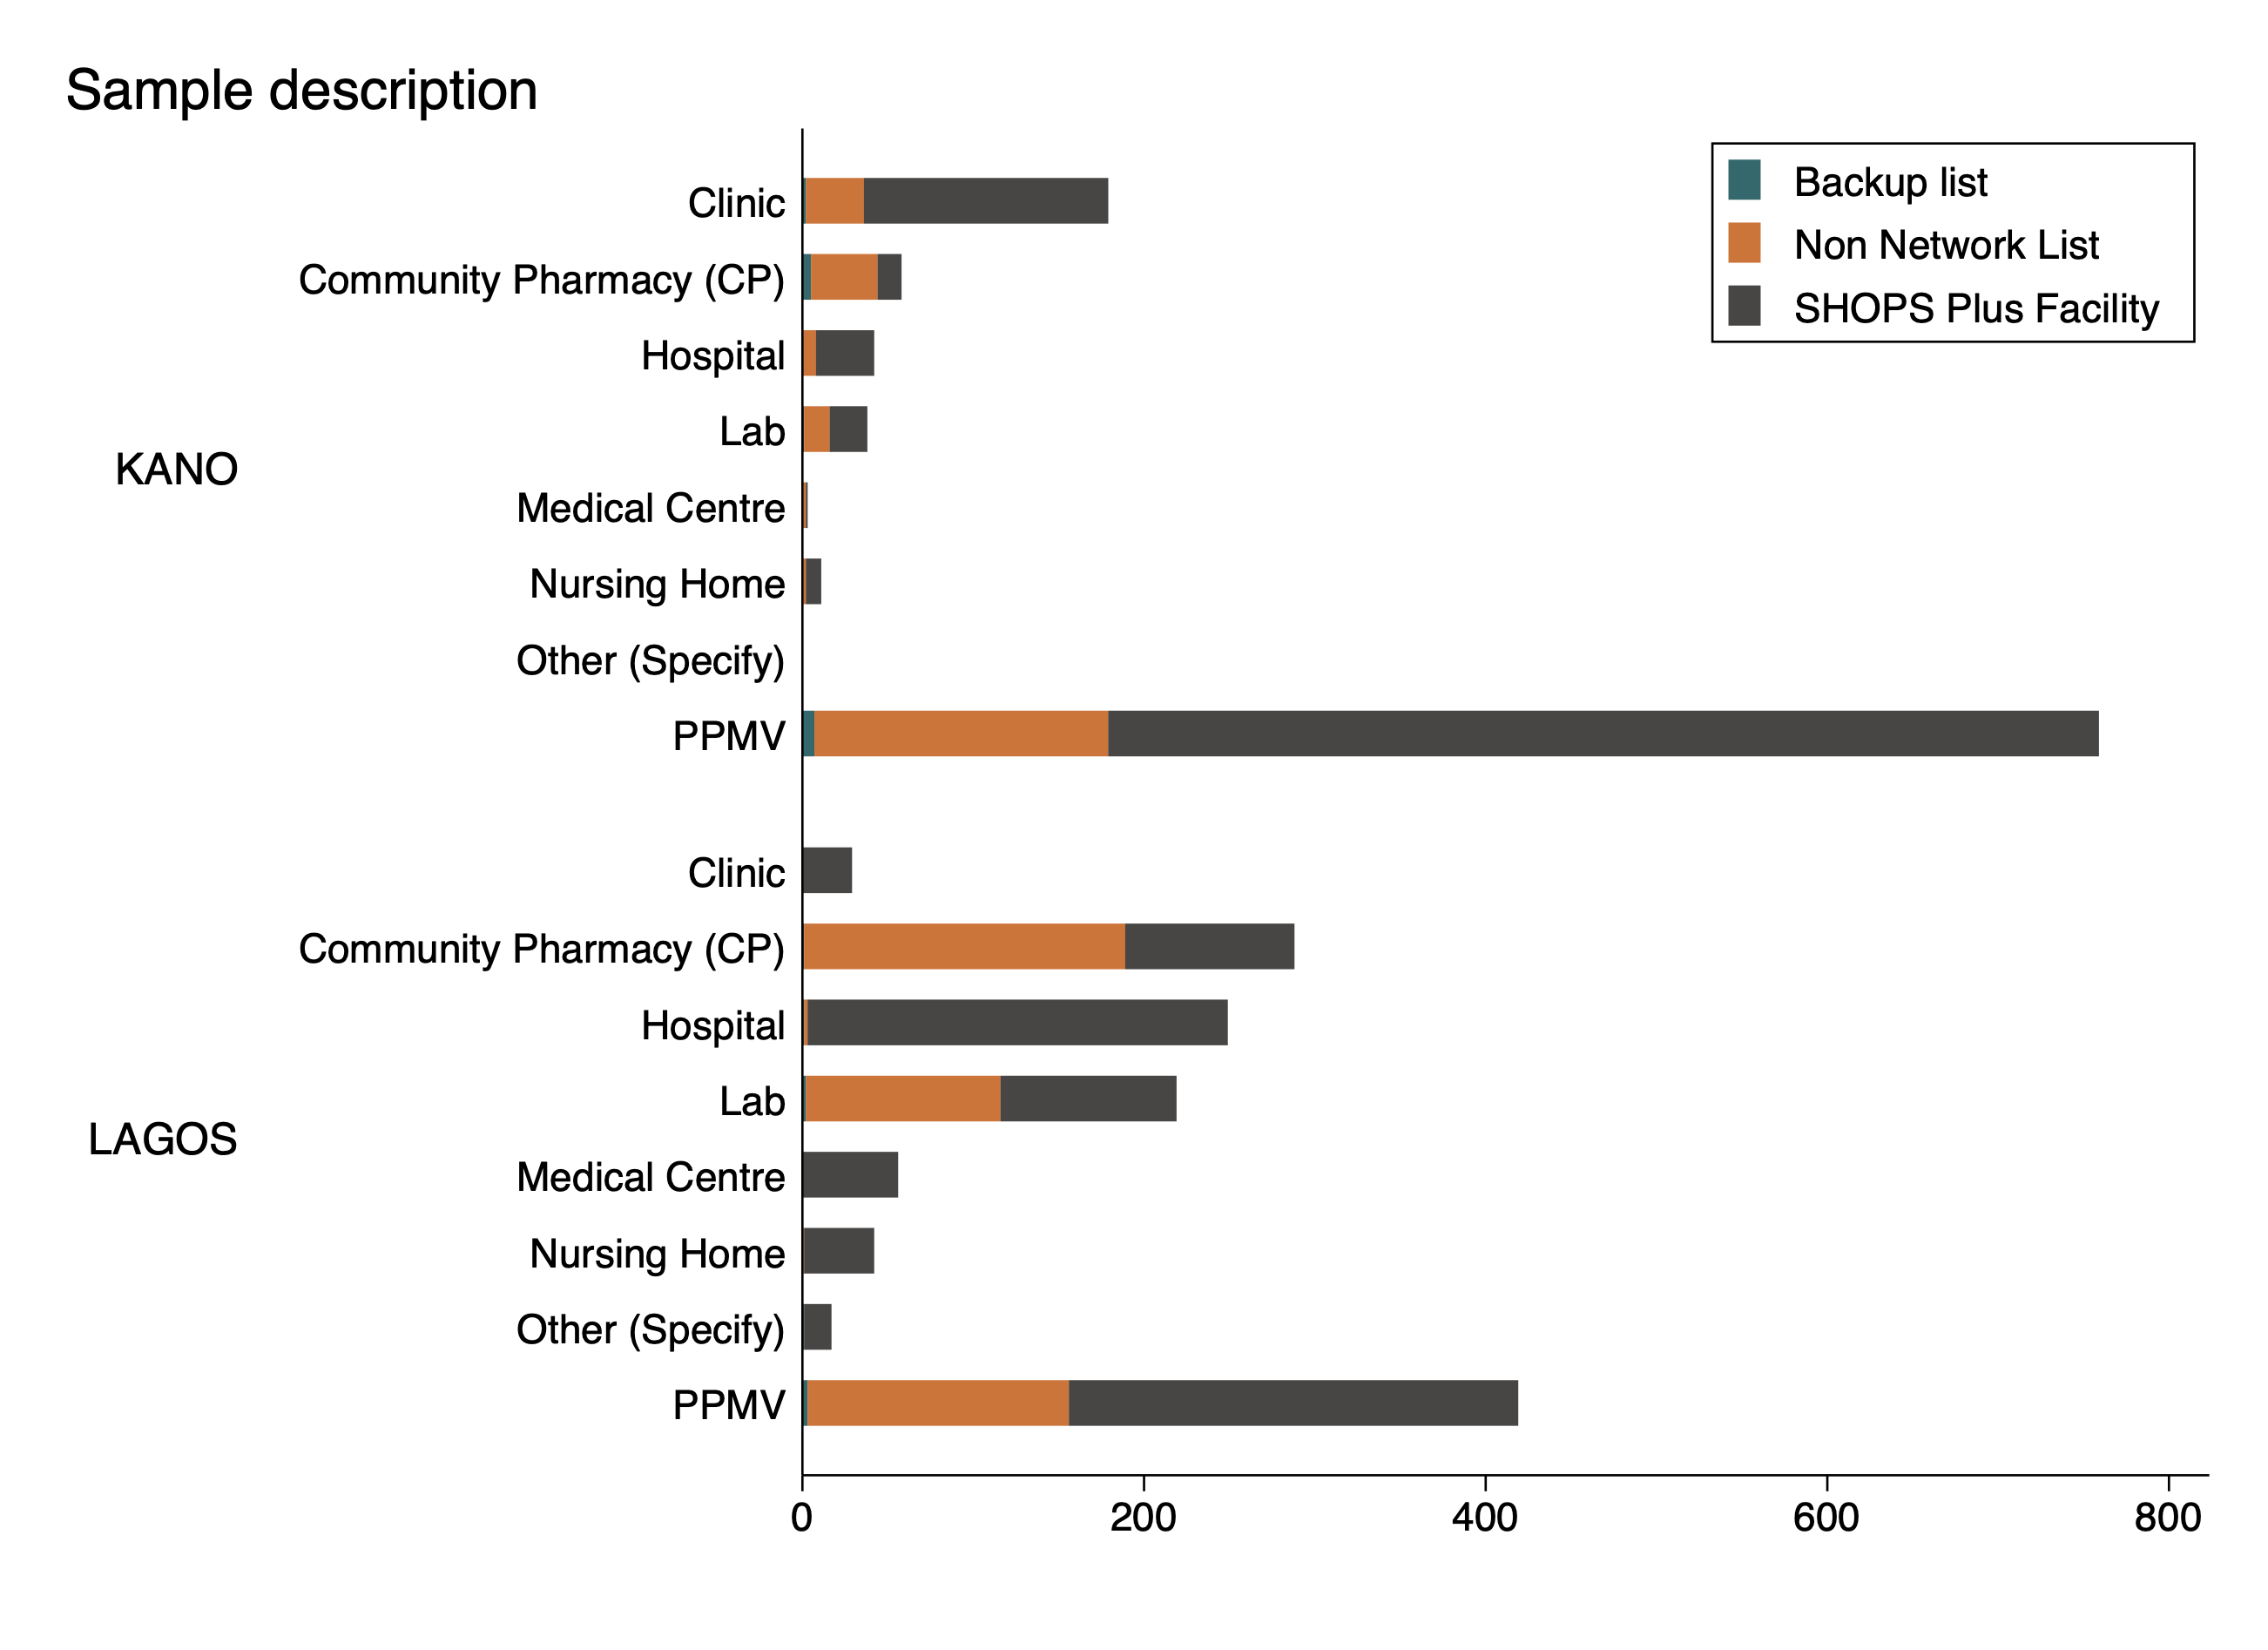 Sample description
Backup list
Non Network List
SHOPS Plus Facility
KANO
Clinic
Community Pharmacy (CP)
Hospital
Lab
Medical Centre
Nursing Home
Other (Specify)
PPMV
LAGOS
Clinic
Community Pharmacy (CP)
Hospital
Lab
Medical Centre
Nursing Home
Other (Specify)
PPMV
0 200 400 600 800